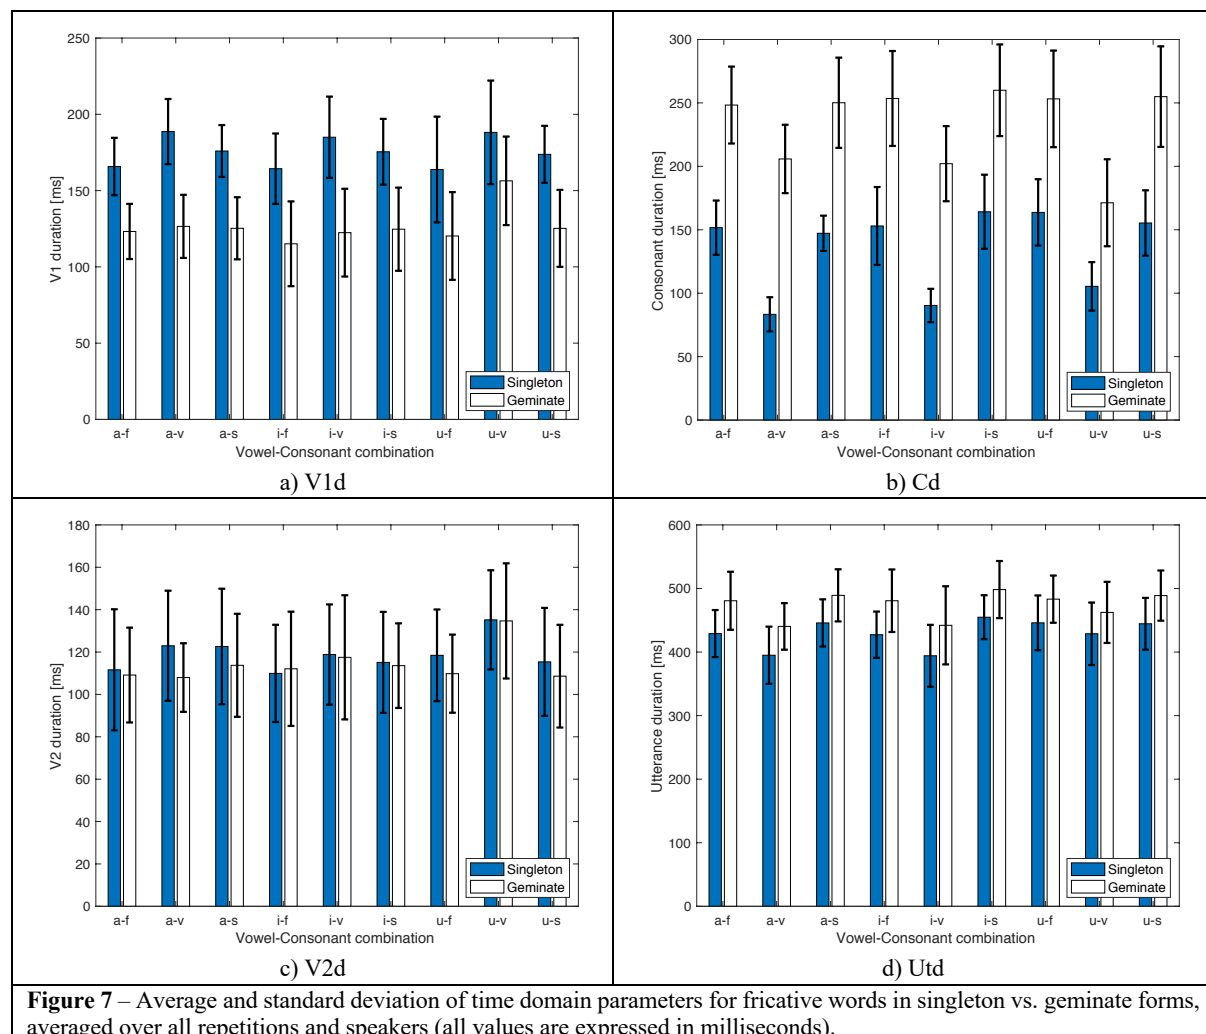 250
200
150
100
50
0
V1 duration [ms]
Singleton
Geminate
a-f a-v a-s i-f i-v i-s u-f u-v u-s
Vowel-Consonant combination
a) V1d
300
250
200
150
100
50
0
Consonant duration [ms]
Singleton
Geminate
a-f a-v a-s i-f i-v i-s u-f u-v u-s
Vowel-Consonant combination
b) Cd
180
160
140
120
100
80
60
40
20
0
V2 duration [ms]
Singleton
Geminate
a-f a-v a-s i-f i-v i-s u-f u-v u-s
Vowel-Consonant combination
c) V2d
600
500
400
300
200
100
0
Utterance duration [ms]
Singleton
Geminate
a-f a-v a-s i-f i-v i-s u-f u-v u-s
Vowel-Consonant combination
d) Utd
Figure 7 – Average and standard deviation of time domain parameters for fricative words in singleton vs. geminate forms,
averaged over all repetitions and speakers (all values are expressed in milliseconds).